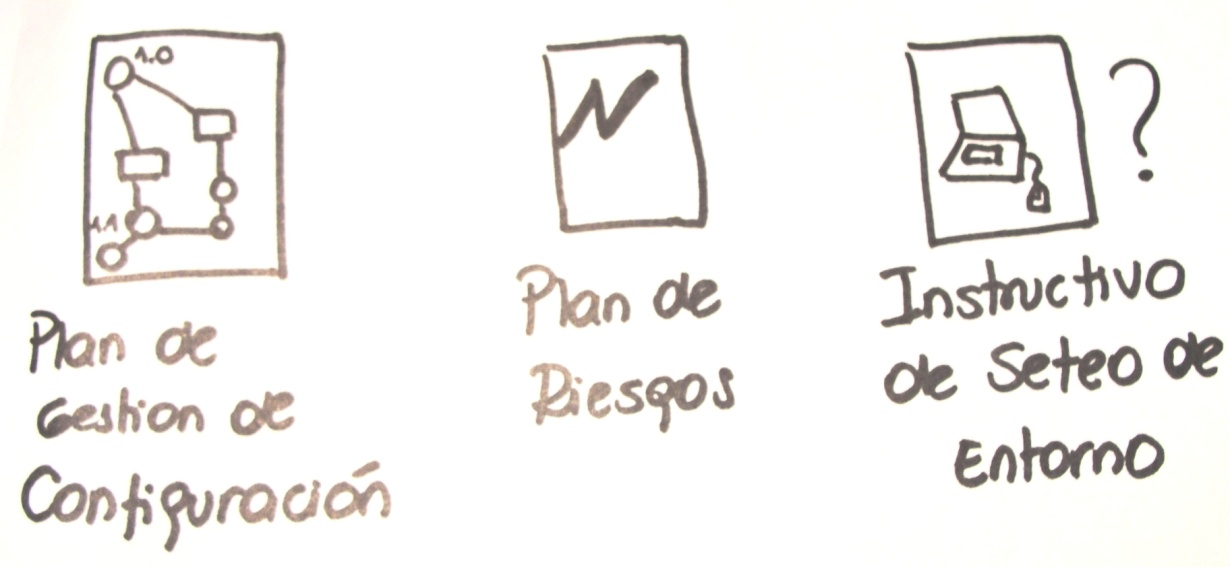 1.0
1.1
Plan de
Gestion de
Configuración
Plan de
Riesgos
?
Instructivo
de Seteo de
Entorno